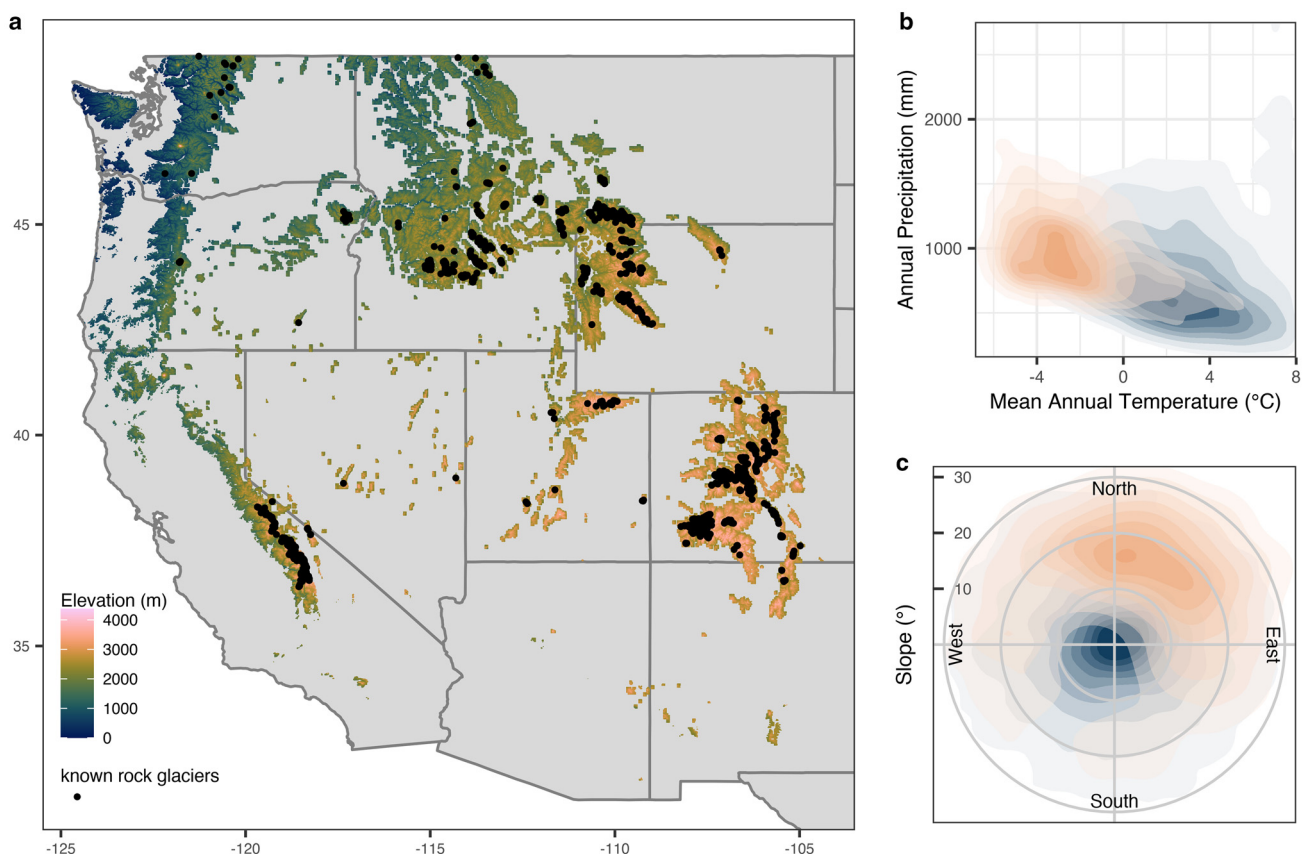 a
45
40
35
-125
-120
-115
-110
-105
Elevation (m)
4000
3000
2000
1000
0
known rock glaciers
b
Annual Precipitation (mm)
2000
1000
-4
0
4
8
Mean Annual Temperature (°C)
c
Slope (°)
30
20
10
North
West
East
South